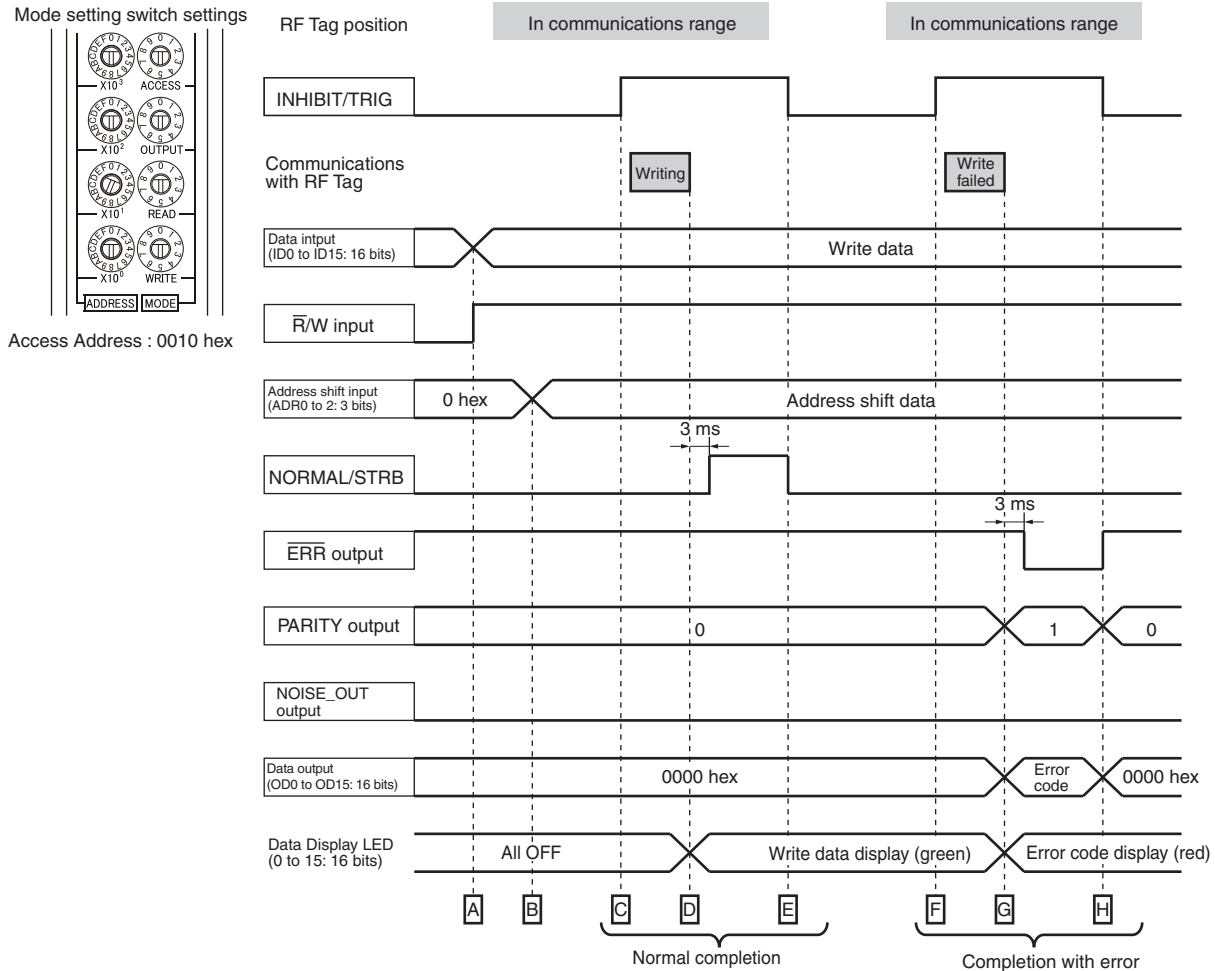 Mode setting switch settings
X10³ ACCESS
X10² OUTPUT
X10¹ READ
X10⁰ WRITE
ADDRESS MODE
Access Address : 0010 hex
RF Tag position
In communications range
In communications range
INHIBIT/TRIG
Communications
with RF Tag
Writing
Write
failed
Data intput
(ID0 to ID15: 16 bits)
Write data
R̅/W input
Address shift input
(ADR0 to 2: 3 bits)
0 hex
Address shift data
3 ms
NORMAL/STRB
3 ms
E̅R̅R̅ output
PARITY output
0
1
0
NOISE_OUT
output
Data output
(OD0 to OD15: 16 bits)
0000 hex
Error
code
0000 hex
Data Display LED
(0 to 15: 16 bits)
All OFF
Write data display (green)
Error code display (red)
A B C D E F G H
Normal completion
Completion with error